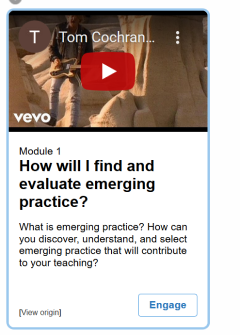 T Tom Cochran...
vevo
Module 1
How will I find and
evaluate emerging
practice?
What is emerging practice? How can
you discover, understand, and select
emerging practice that will contribute
to your teaching?
[View origin]
Engage